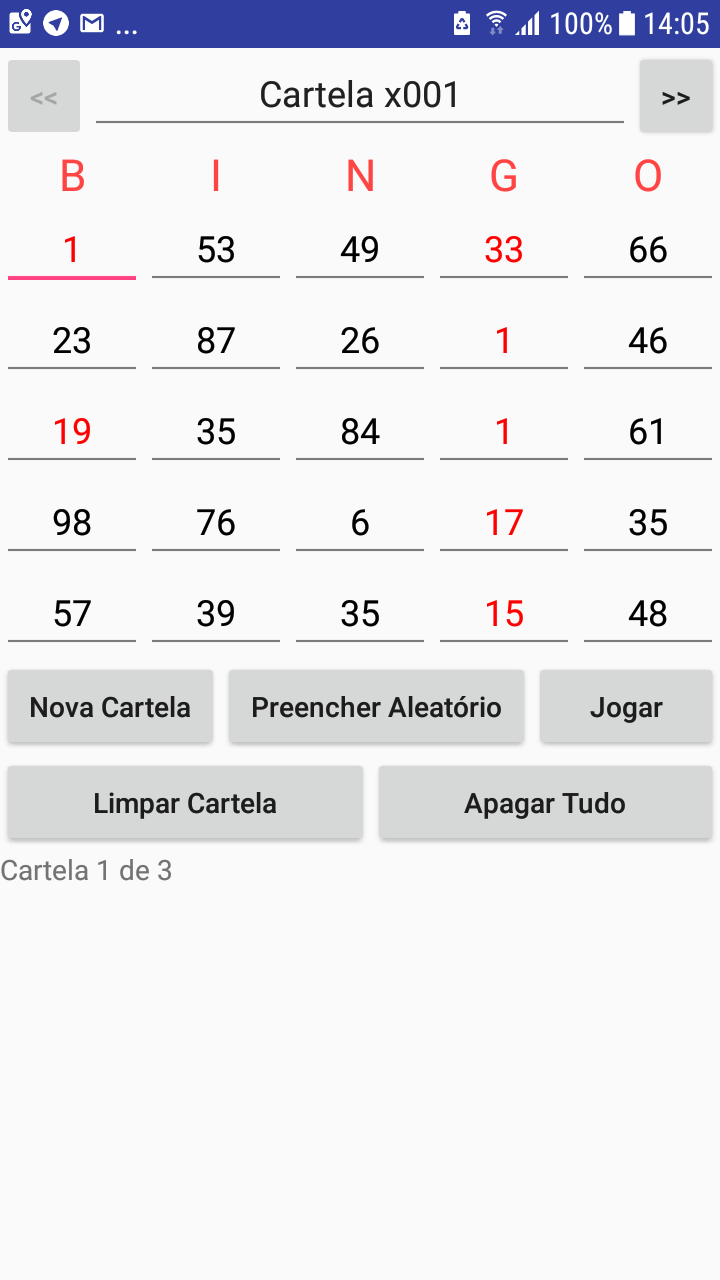 ... 100% 14:05
<< Cartela x001 >>
B I N G O
1 53 49 33 66
23 87 26 1 46
19 35 84 1 61
98 76 6 17 35
57 39 35 15 48
Nova Cartela Preencher Aleatório Jogar
Limpar Cartela Apagar Tudo
Cartela 1 de 3